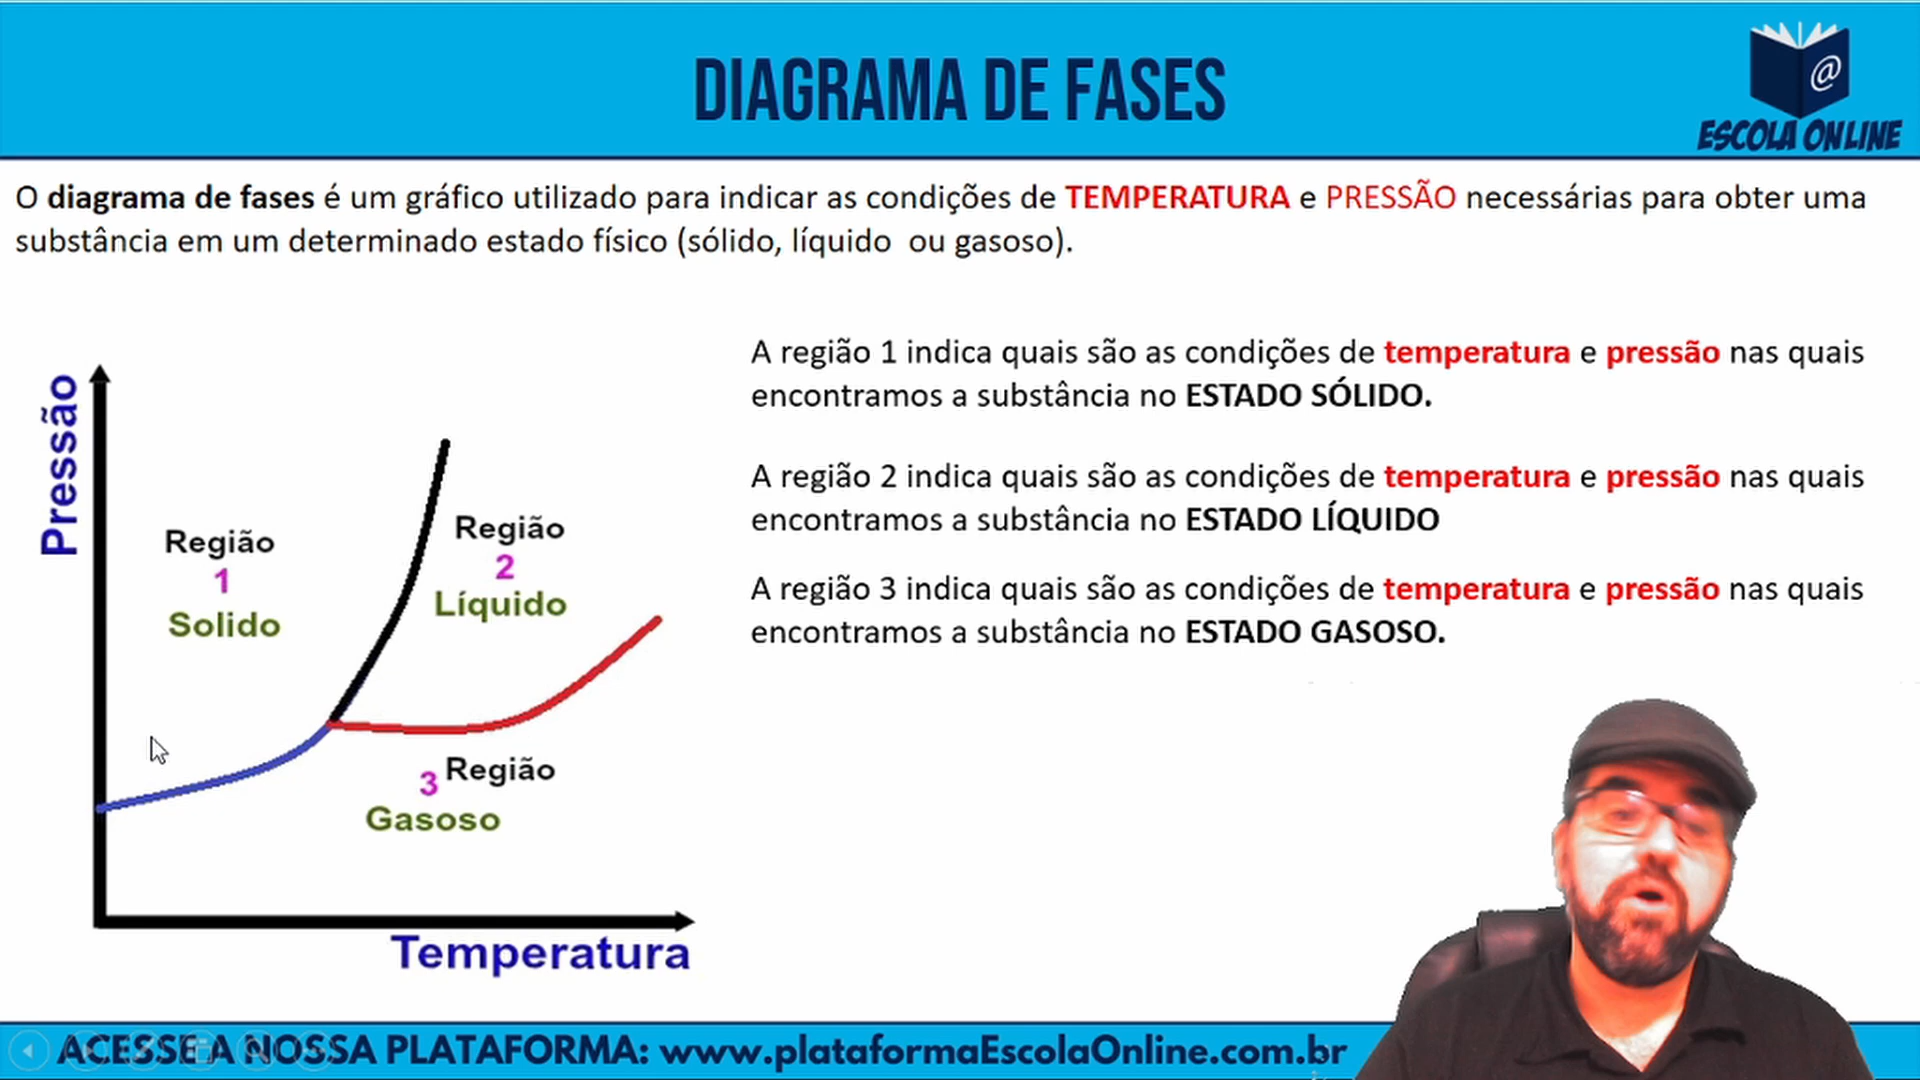 DIAGRAMA DE FASES
@
ESCOLA ONLINE
O diagrama de fases é um gráfico utilizado para indicar as condições de TEMPERATURA e PRESSÃO necessárias para obter uma
substância em um determinado estado físico (sólido, líquido ou gasoso).
A região 1 indica quais são as condições de temperatura e pressão nas quais
encontramos a substância no ESTADO SÓLIDO.
A região 2 indica quais são as condições de temperatura e pressão nas quais
encontramos a substância no ESTADO LÍQUIDO
A região 3 indica quais são as condições de temperatura e pressão nas quais
encontramos a substância no ESTADO GASOSO.
Pressão
Região
1
Solido
Região
2
Líquido
3 Região
Gasoso
Temperatura
ACESSE A NOSSA PLATAFORMA: www.plataformaEscolaOnline.com.br